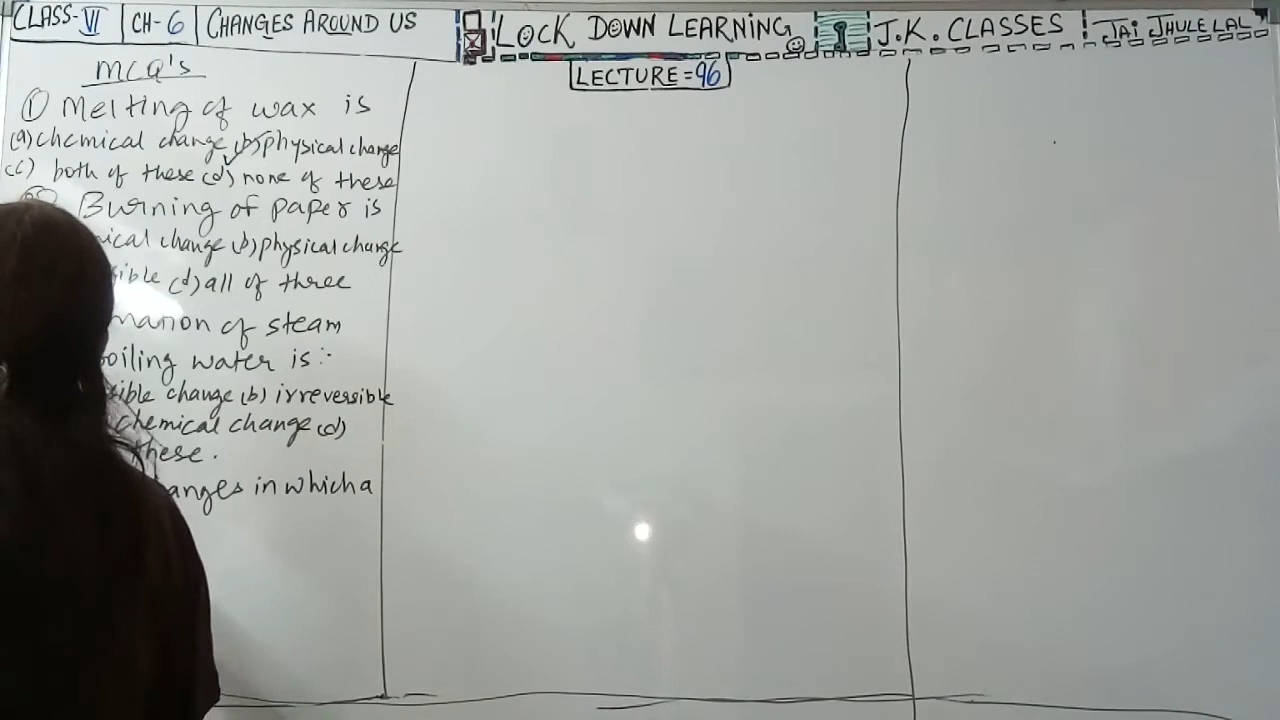 CLASS-VI CH-6 CHANGES AROUND US LOCK DOWN LEARNING J.K. CLASSES JAI JHULELAL
LECTURE=96
MCQ's
① Melting of wax is
(a) chemical change (b) physical change
(c) both of these (d) none of these
Burning of paper is
ical change (b) physical change
sible (d) all of three
mation of steam
oiling water is :-
sible change (b) irreversible
chemical change (d)
these.
anges in which a